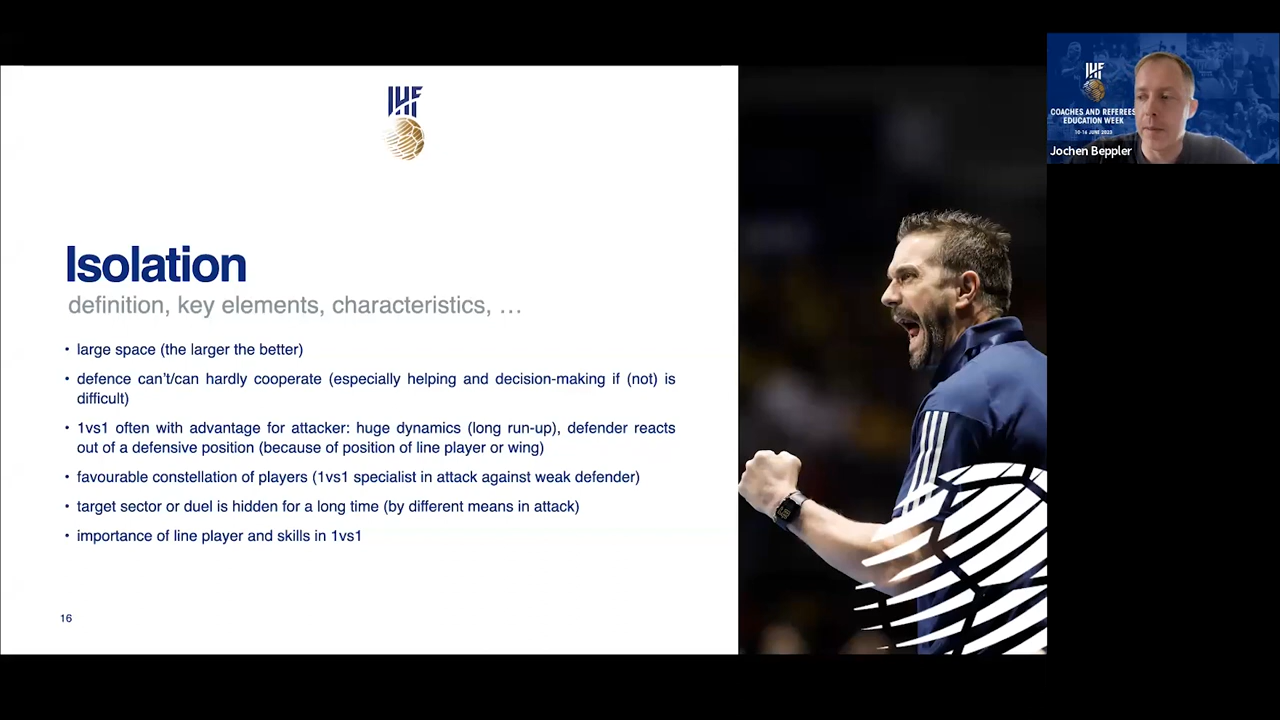 IHF
Isolation
definition, key elements, characteristics, …
• large space (the larger the better)
• defence can't/can hardly cooperate (especially helping and decision-making if (not) is
difficult)
• 1vs1 often with advantage for attacker: huge dynamics (long run-up), defender reacts
out of a defensive position (because of position of line player or wing)
• favourable constellation of players (1vs1 specialist in attack against weak defender)
• target sector or duel is hidden for a long time (by different means in attack)
• importance of line player and skills in 1vs1
16
IHF
COACHES AND REFEREES
EDUCATION WEEK
10-16 JUNE 2023
Jochen Beppler